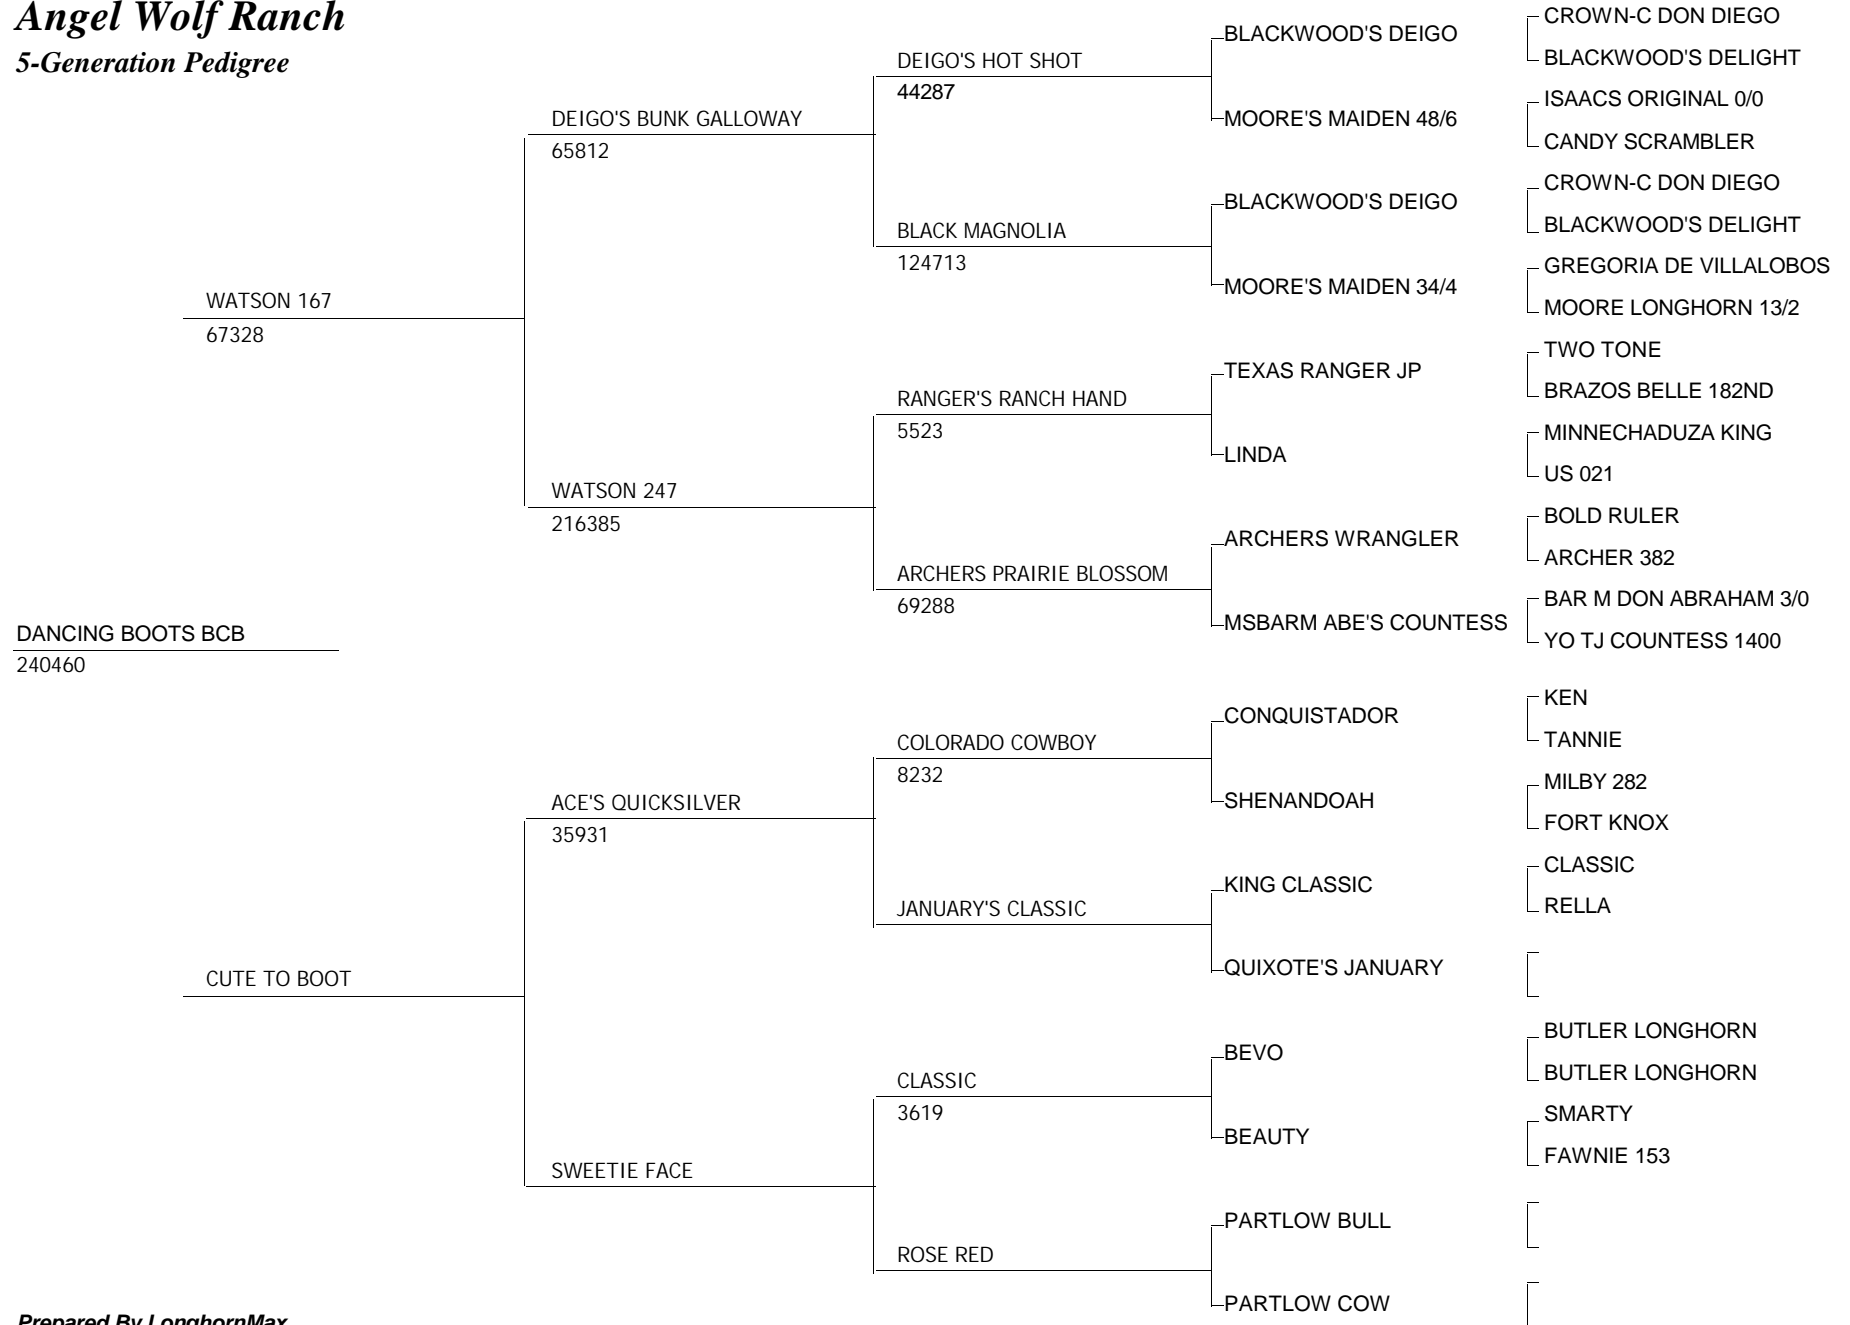 Angel Wolf Ranch
5-Generation Pedigree
DANCING BOOTS BCB
240460
WATSON 167
67328
CUTE TO BOOT
DEIGO'S BUNK GALLOWAY
65812
WATSON 247
216385
ACE'S QUICKSILVER
35931
SWEETIE FACE
DEIGO'S HOT SHOT
44287
BLACK MAGNOLIA
124713
RANGER'S RANCH HAND
5523
ARCHERS PRAIRIE BLOSSOM
69288
COLORADO COWBOY
8232
JANUARY'S CLASSIC
CLASSIC
3619
ROSE RED
BLACKWOOD'S DEIGO
MOORE'S MAIDEN 48/6
BLACKWOOD'S DEIGO
MOORE'S MAIDEN 34/4
TEXAS RANGER JP
LINDA
ARCHERS WRANGLER
MSBARM ABE'S COUNTESS
CONQUISTADOR
SHENANDOAH
KING CLASSIC
QUIXOTE'S JANUARY
BEVO
BEAUTY
PARTLOW BULL
PARTLOW COW
CROWN-C DON DIEGO
BLACKWOOD'S DELIGHT
ISAACS ORIGINAL 0/0
CANDY SCRAMBLER
CROWN-C DON DIEGO
BLACKWOOD'S DELIGHT
GREGORIA DE VILLALOBOS
MOORE LONGHORN 13/2
TWO TONE
BRAZOS BELLE 182ND
MINNECHADUZA KING
US 021
BOLD RULER
ARCHER 382
BAR M DON ABRAHAM 3/0
YO TJ COUNTESS 1400
KEN
TANNIE
MILBY 282
FORT KNOX
CLASSIC
RELLA
BUTLER LONGHORN
BUTLER LONGHORN
SMARTY
FAWNIE 153
Prepared By LonghornMax